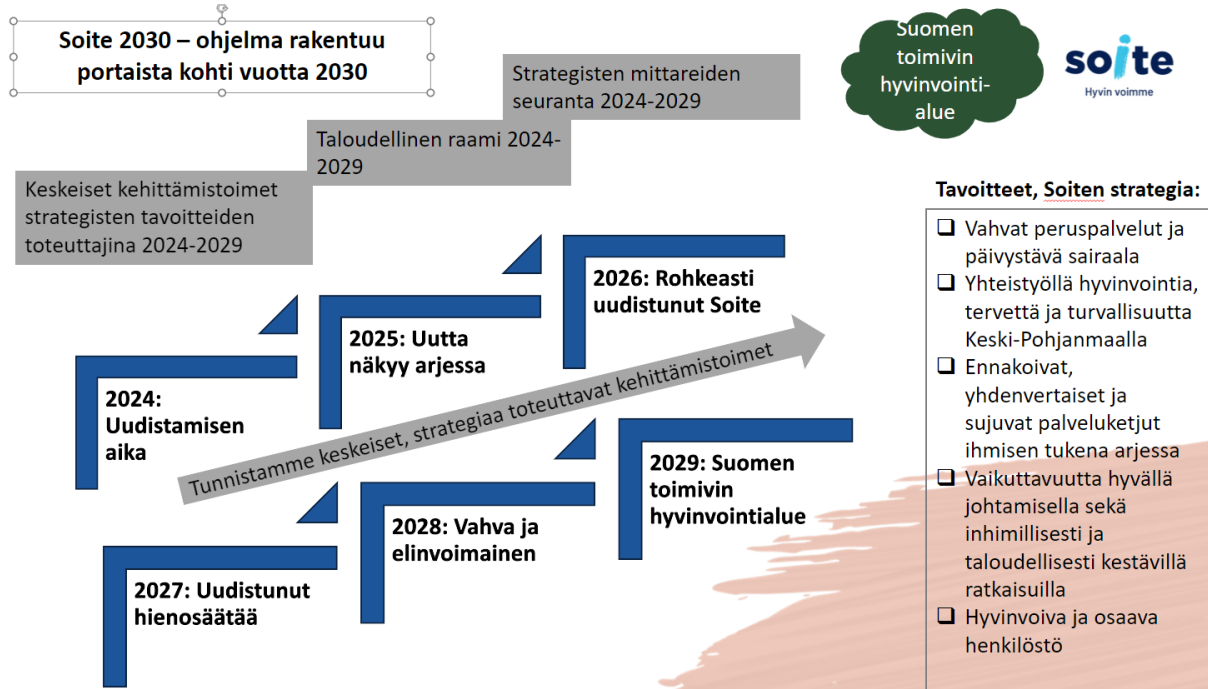 Soite 2030 – ohjelma rakentuu
portaista kohti vuotta 2030
Strategisten mittareiden
seuranta 2024-2029
Taloudellinen raami 2024-
2029
Keskeiset kehittämistoimet
strategisten tavoitteiden
toteuttajina 2024-2029
Suomen
toimivin
hyvinvointi-
alue
soite
Hyvin voimme
2024:
Uudistamisen
aika
2025: Uutta
näkyy arjessa
2026: Rohkeasti
uudistunut Soite
Tunnistamme keskeiset, strategiaa toteuttavat kehittämistoimet
2027: Uudistunut
hienosäätää
2028: Vahva ja
elinvoimainen
2029: Suomen
toimivin
hyvinvointialue
Tavoitteet, Soiten strategia:
Vahvat peruspalvelut ja
päivystävä sairaala
Yhteistyöllä hyvinvointia,
tervettä ja turvallisuutta
Keski-Pohjanmaalla
Ennakoivat,
yhdenvertaiset ja
sujuvat palveluketjut
ihmisen tukena arjessa
Vaikuttavuutta hyvällä
johtamisella sekä
inhimillisesti ja
taloudellisesti kestävillä
ratkaisuilla
Hyvinvoiva ja osaava
henkilöstö